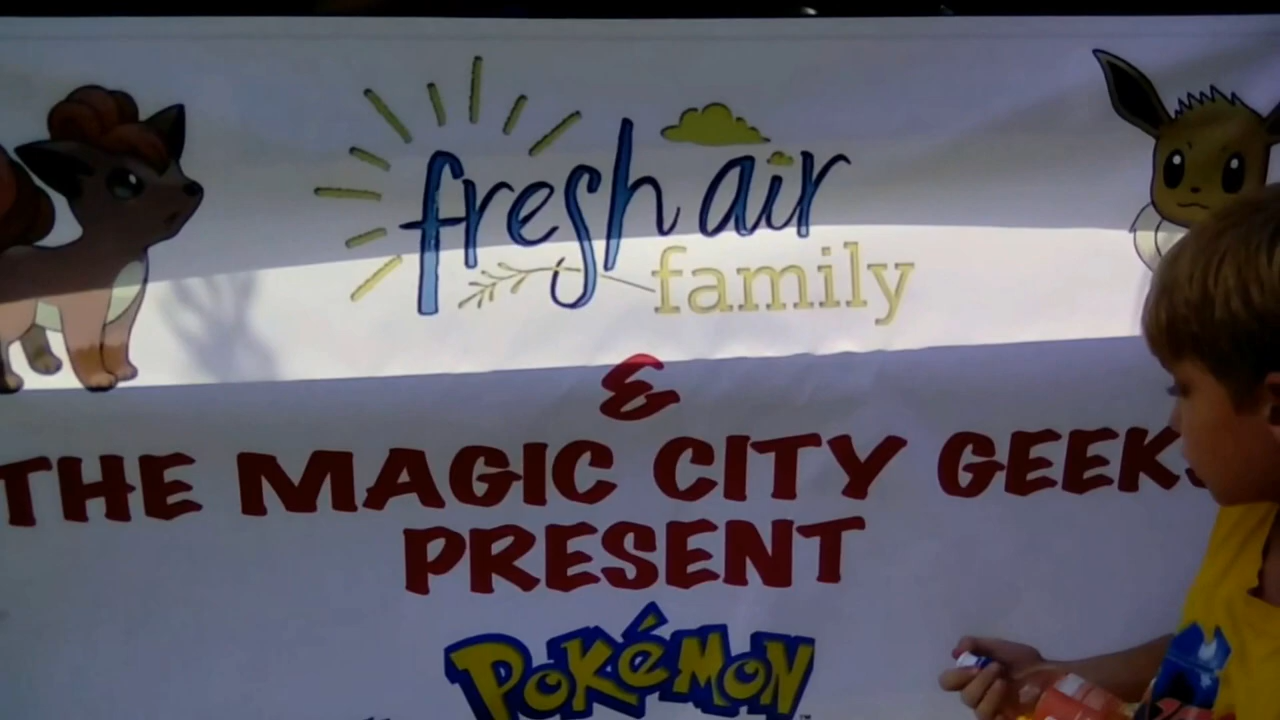 fresh air
family
&
THE MAGIC CITY GEEKS
PRESENT
POKéMON